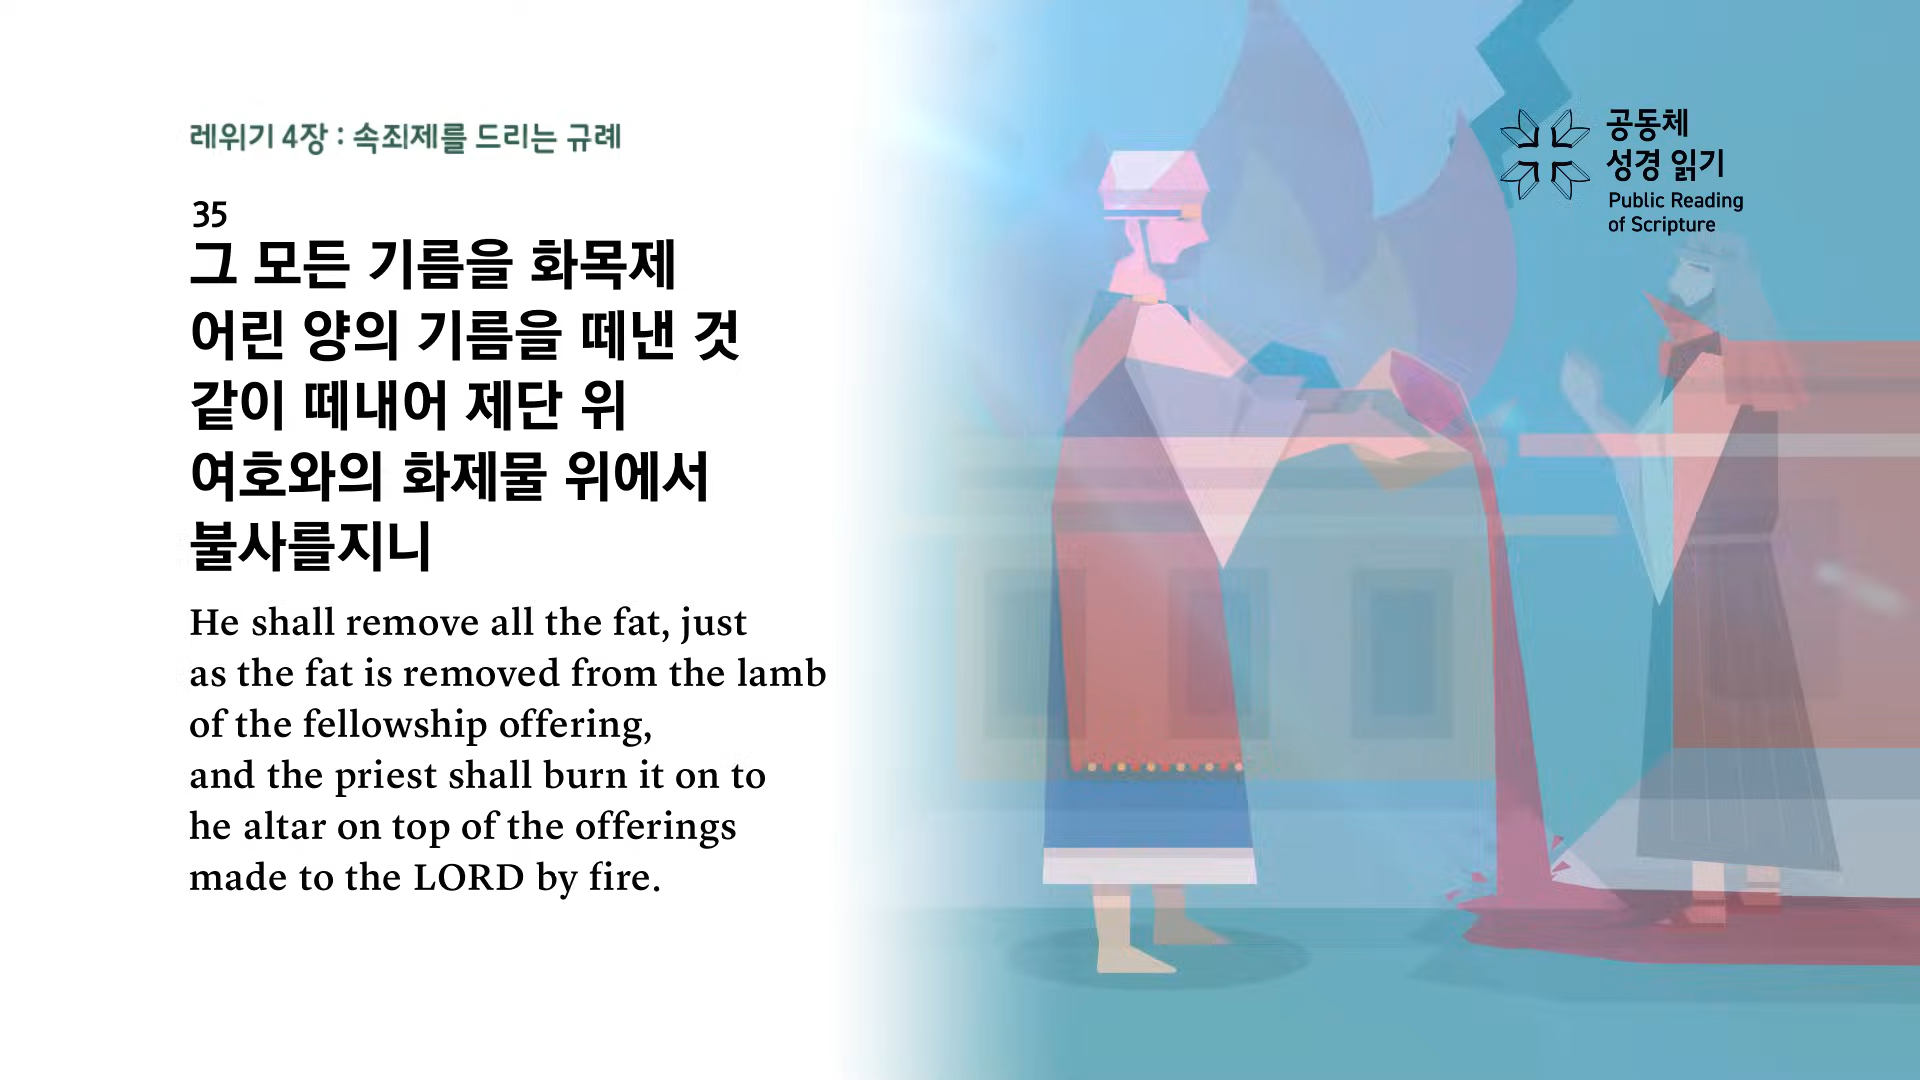 레위기 4장 : 속죄제를 드리는 규례
35
그 모든 기름을 화목제
어린 양의 기름을 떼낸 것
같이 떼내어 제단 위
여호와의 화제물 위에서
불사를지니
He shall remove all the fat, just
as the fat is removed from the lamb
of the fellowship offering,
and the priest shall burn it on to
he altar on top of the offerings
made to the LORD by fire.
공동체
성경 읽기
Public Reading
of Scripture